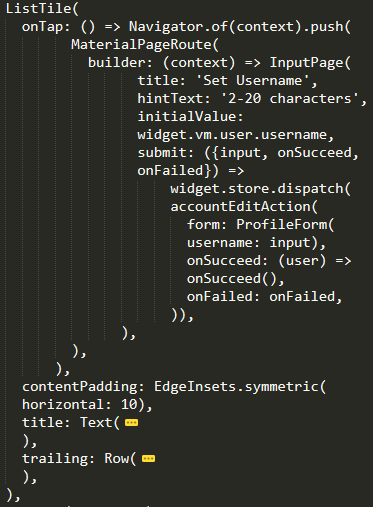 ListTile(
onTap: () => Navigator.of(context).push(
MaterialPageRoute(
builder: (context) => InputPage(
title: 'Set Username',
hintText: '2-20 characters',
initialValue:
widget.vm.user.username,
submit: ({input, onSucceed,
onFailed}) =>
widget.store.dispatch(
accountEditAction(
form: ProfileForm(
username: input),
onSucceed: (user) =>
onSucceed(),
onFailed: onFailed,
)),
),
),
),
contentPadding: EdgeInsets.symmetric(
horizontal: 10),
title: Text(
),
trailing: Row(
),
),